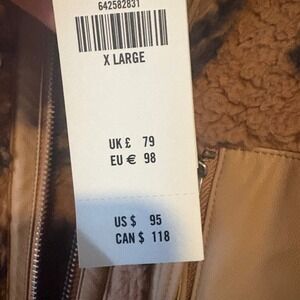 642582831
X LARGE
UK £ 79
EU € 98
US $ 95
CAN $ 118